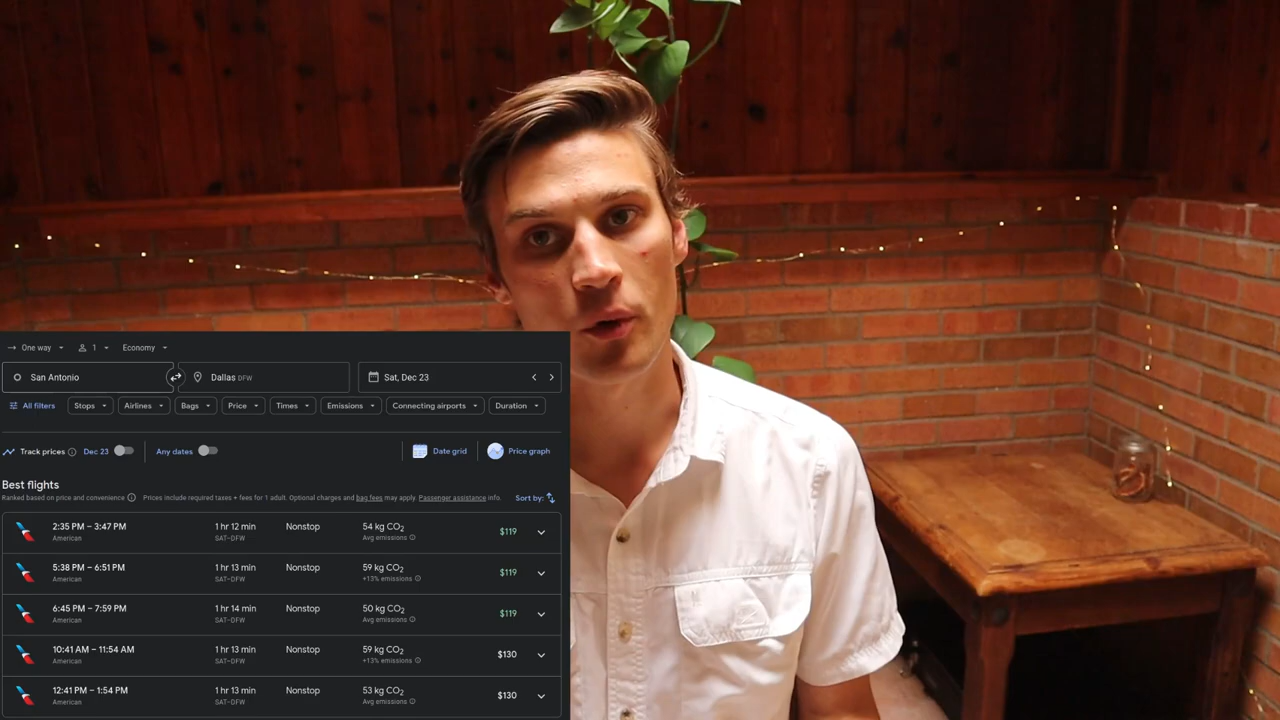 One way 1 Economy
San Antonio Dallas DFW Sat, Dec 23
All filters Stops Airlines Bags Price Times Emissions Connecting airports Duration
Track prices Dec 23 Any dates Date grid Price graph
Best flights
Ranked based on price and convenience Prices include required taxes + fees for 1 adult. Optional charges and bag fees may apply. Passenger assistance info. Sort by:
2:35 PM – 3:47 PM 1 hr 12 min Nonstop 54 kg CO2 $119
American SAT–DFW Avg emissions
5:38 PM – 6:51 PM 1 hr 13 min Nonstop 59 kg CO2 $119
American SAT–DFW +13% emissions
6:45 PM – 7:59 PM 1 hr 14 min Nonstop 50 kg CO2 $119
American SAT–DFW Avg emissions
10:41 AM – 11:54 AM 1 hr 13 min Nonstop 59 kg CO2 $130
American SAT–DFW +13% emissions
12:41 PM – 1:54 PM 1 hr 13 min Nonstop 53 kg CO2 $130
American SAT–DFW Avg emissions